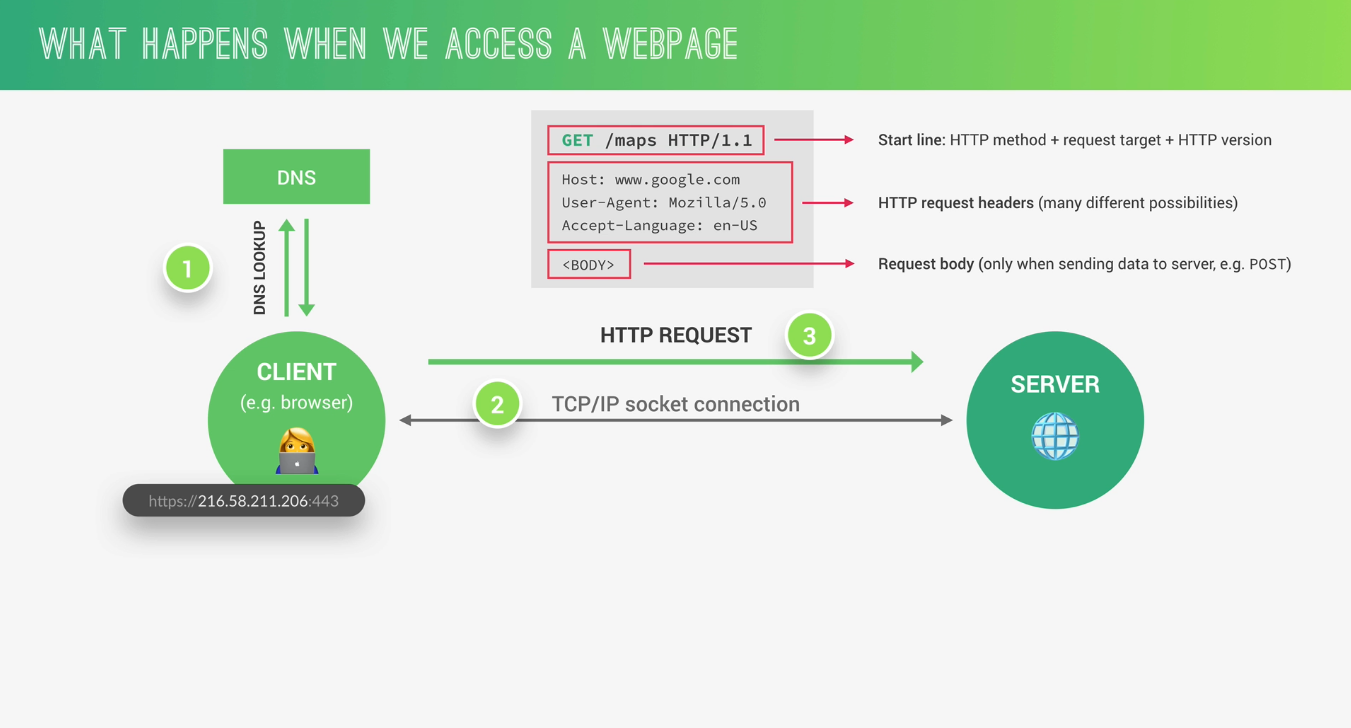 WHAT HAPPENS WHEN WE ACCESS A WEBPAGE
DNS
DNS LOOKUP
1
CLIENT
(e.g. browser)
https://216.58.211.206:443
GET /maps HTTP/1.1
Start line: HTTP method + request target + HTTP version
Host: www.google.com
User-Agent: Mozilla/5.0
Accept-Language: en-US
HTTP request headers (many different possibilities)
<BODY>
Request body (only when sending data to server, e.g. POST)
HTTP REQUEST
3
2
TCP/IP socket connection
SERVER